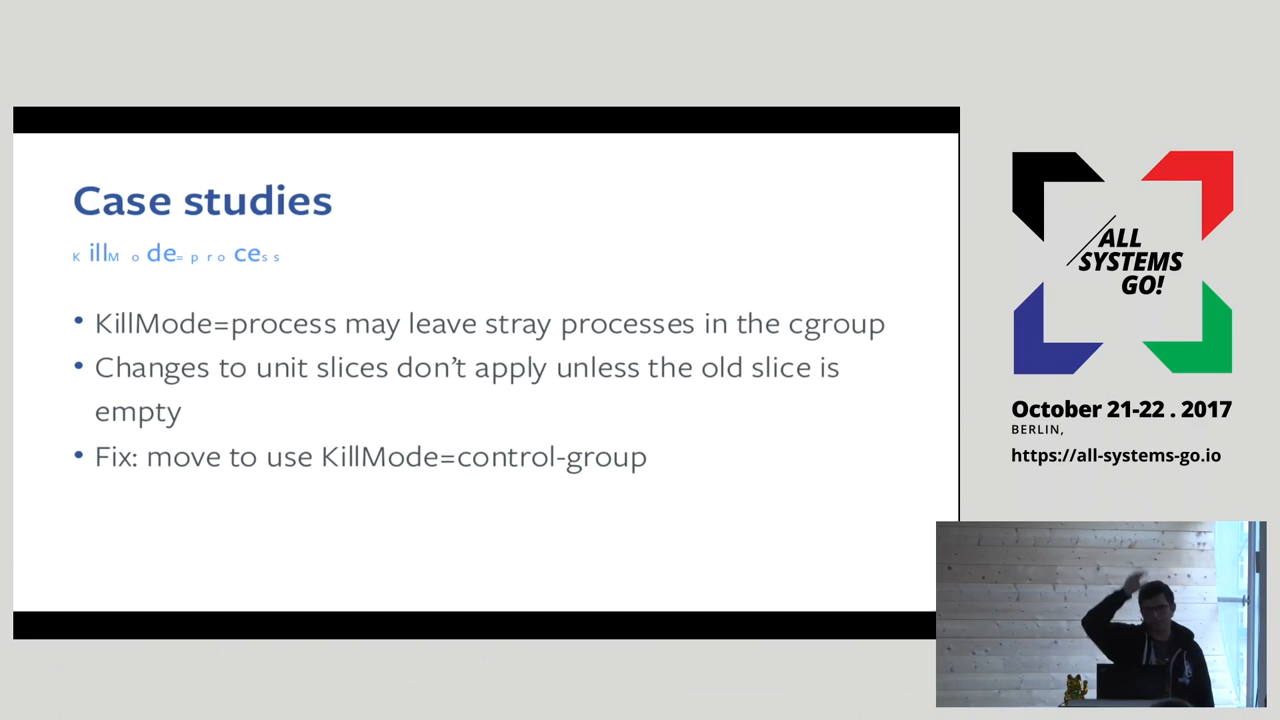 Case studies
KillMode=process
• KillMode=process may leave stray processes in the cgroup
• Changes to unit slices don’t apply unless the old slice is
empty
• Fix: move to use KillMode=control-group
ALL
SYSTEMS
GO!
October 21-22 . 2017
BERLIN,
https://all-systems-go.io